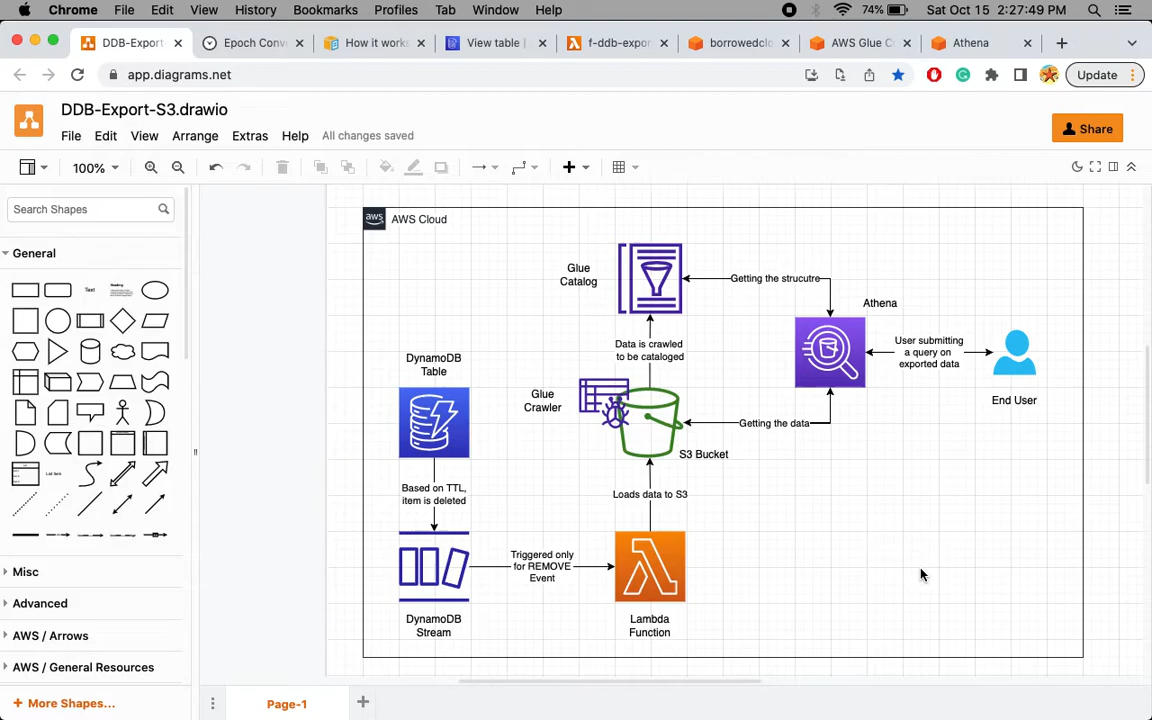 Chrome File Edit View History Bookmarks Profiles Tab Window Help 74% Sat Oct 15 2:27:49 PM
DDB-Export- Epoch Conv How it work View table | f-ddb-expor borrowedclo AWS Glue C Athena
app.diagrams.net Update
DDB-Export-S3.drawio
File Edit View Arrange Extras Help All changes saved
Share
100%
Search Shapes
General
Text
Heading
List Item
Misc
Advanced
AWS / Arrows
AWS / General Resources
+ More Shapes...
aws AWS Cloud
Glue
Catalog
Getting the strucutre
Athena
Data is crawled
to be cataloged
User submitting
a query on
exported data
End User
DynamoDB
Table
Glue
Crawler
Getting the data
S3 Bucket
Based on TTL,
item is deleted
Loads data to S3
Triggered only
for REMOVE
Event
DynamoDB
Stream
Lambda
Function
Page-1